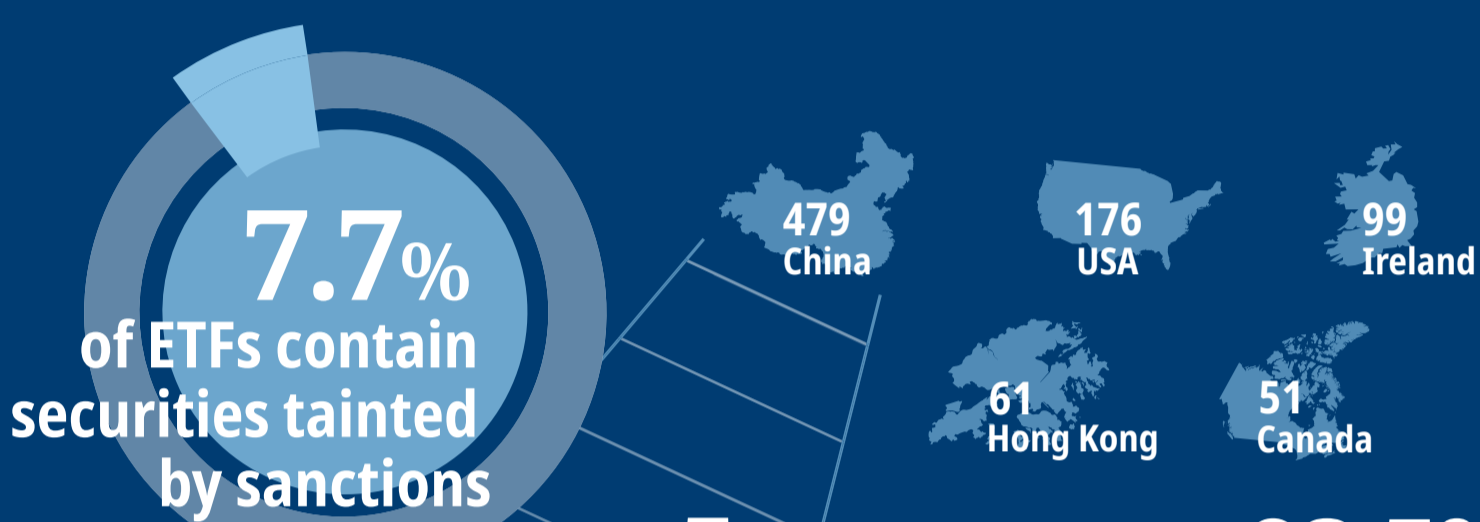 7.7%
of ETFs contain
securities tainted
by sanctions
479
China
176
USA
99
Ireland
61
Hong Kong
51
Canada